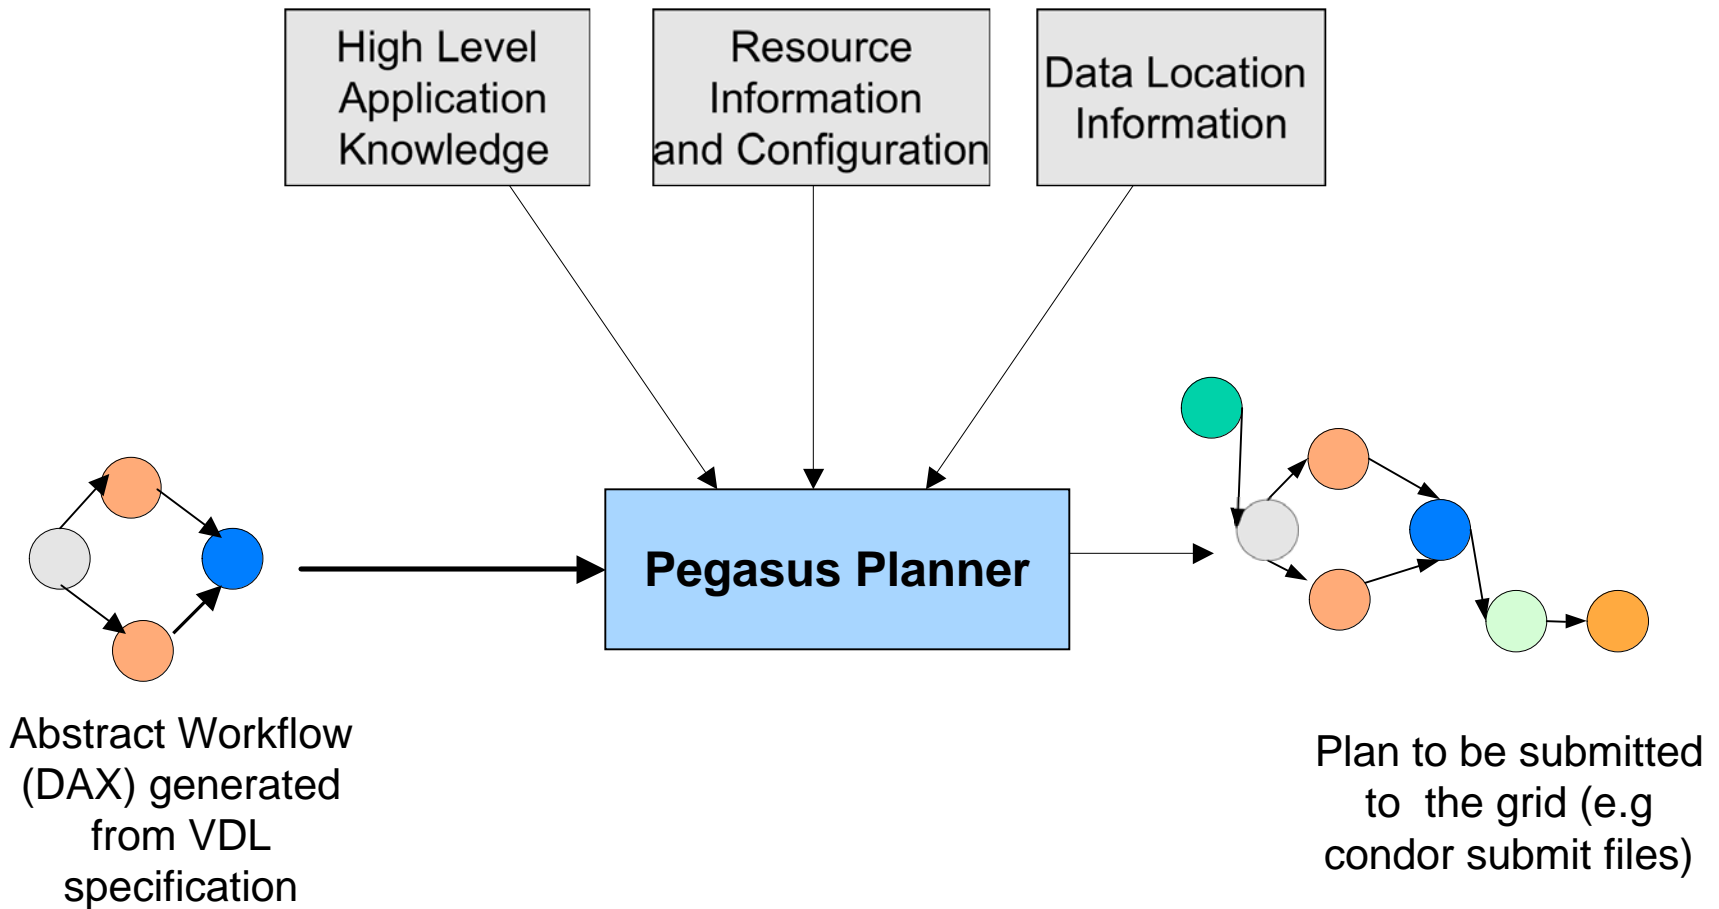 High Level
Application
Knowledge
Resource
Information
and Configuration
Data Location
Information
Pegasus Planner
Abstract Workflow
(DAX) generated
from VDL
specification
Plan to be submitted
to the grid (e.g
condor submit files)